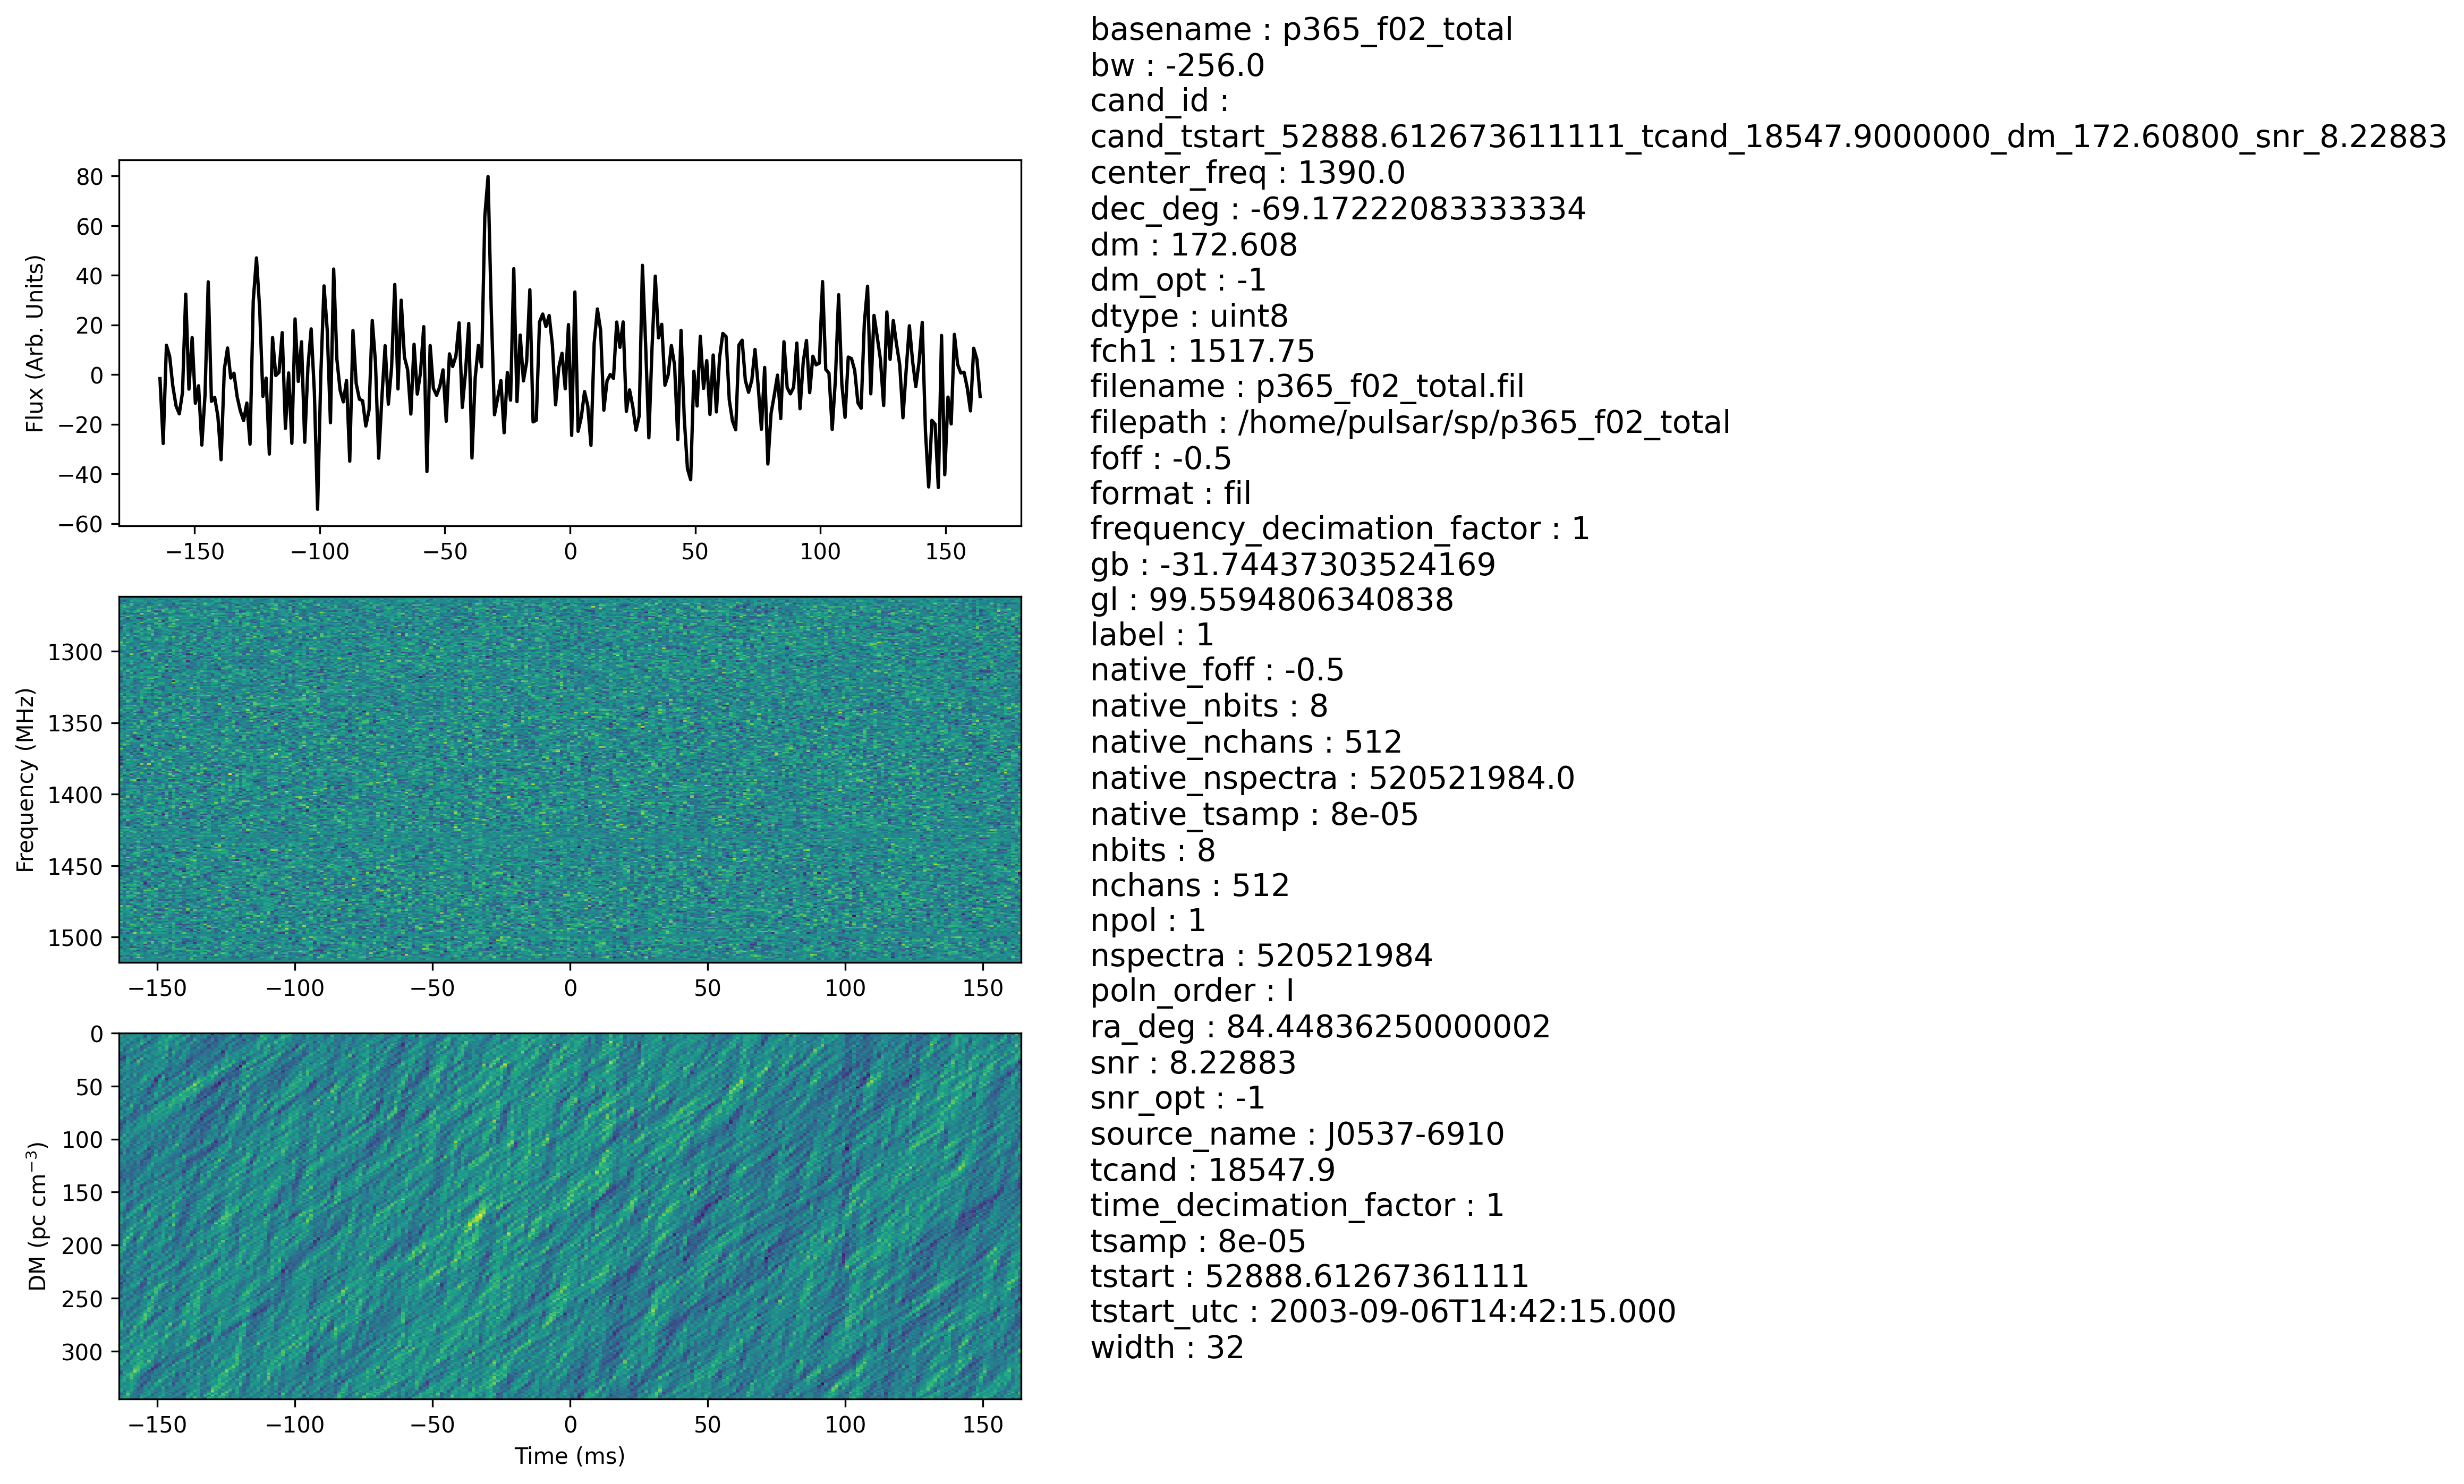 basename : p365_f02_total
bw : -256.0
cand_id :
cand_tstart_52888.612673611111_tcand_18547.9000000_dm_172.60800_snr_8.22883
center_freq : 1390.0
dec_deg : -69.17222083333334
dm : 172.608
dm_opt : -1
dtype : uint8
fch1 : 1517.75
filename : p365_f02_total.fil
filepath : /home/pulsar/sp/p365_f02_total
foff : -0.5
format : fil
frequency_decimation_factor : 1
gb : -31.74437303524169
gl : 99.5594806340838
label : 1
native_foff : -0.5
native_nbits : 8
native_nchans : 512
native_nspectra : 520521984.0
native_tsamp : 8e-05
nbits : 8
nchans : 512
npol : 1
nspectra : 520521984
poln_order : I
ra_deg : 84.44836250000002
snr : 8.22883
snr_opt : -1
source_name : J0537-6910
tcand : 18547.9
time_decimation_factor : 1
tsamp : 8e-05
tstart : 52888.61267361111
tstart_utc : 2003-09-06T14:42:15.000
width : 32
Flux (Arb. Units)
80
60
40
20
0
−20
−40
−60
−150 −100 −50 0 50 100 150
Frequency (MHz)
1300
1350
1400
1450
1500
−150 −100 −50 0 50 100 150
DM (pc cm⁻³)
0
50
100
150
200
250
300
−150 −100 −50 0 50 100 150
Time (ms)